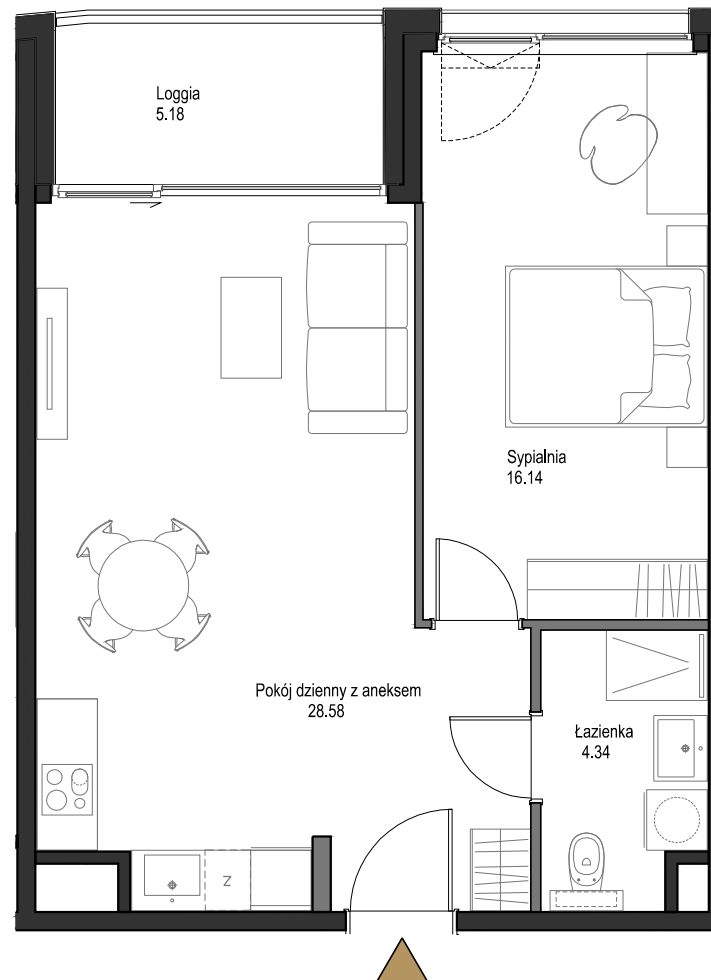 Loggia
5.18
Sypialnia
16.14
Pokój dzienny z aneksem
28.58
Łazienka
4.34
Z